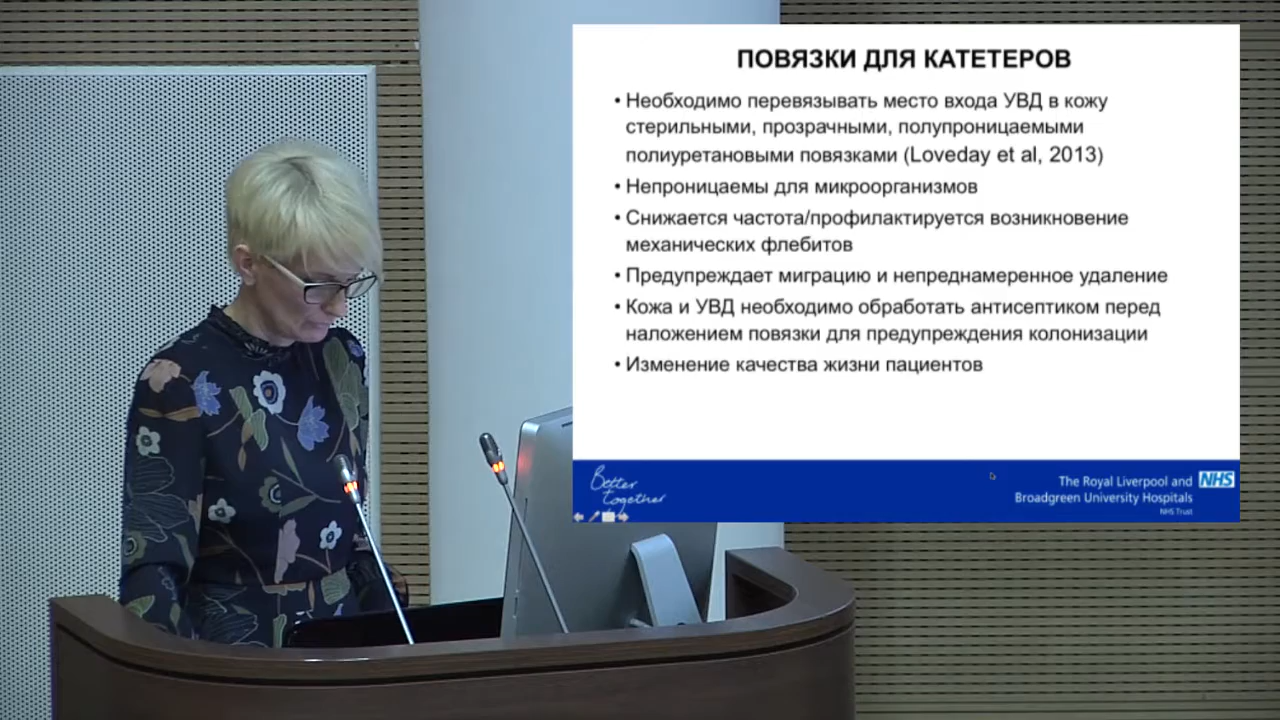 ПОВЯЗКИ ДЛЯ КАТЕТЕРОВ
• Необходимо перевязывать место входа УВД в кожу
стерильными, прозрачными, полупроницаемыми
полиуретановыми повязками (Loveday et al, 2013)
• Непроницаемы для микроорганизмов
• Снижается частота/профилактируется возникновение
механических флебитов
• Предупреждает миграцию и непреднамеренное удаление
• Кожа и УВД необходимо обработать антисептиком перед
наложением повязки для предупреждения колонизации
• Изменение качества жизни пациентов
Better
together
The Royal Liverpool and NHS
Broadgreen University Hospitals
NHS Trust